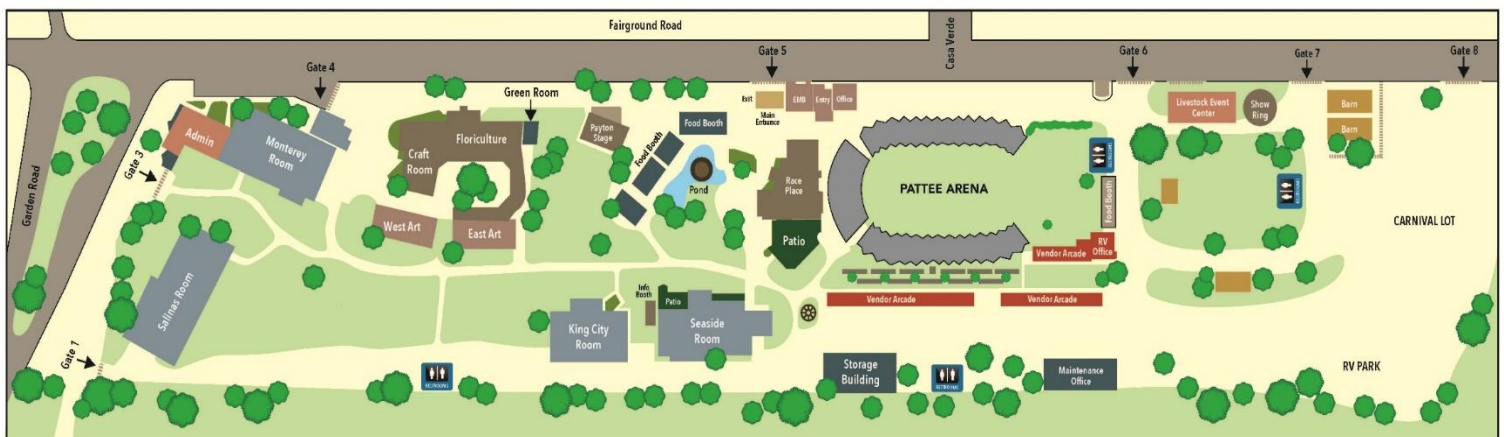 Fairground Road
Garden Road
Casa Verde
Gate 1
Gate 3
Gate 4
Gate 5
Gate 6
Gate 7
Gate 8
Green Room
Admin
Monterey
Room
Craft
Room
Floriculture
West Art
East Art
Payton
Stage
Food Booth
Food Booth
Pond
Exit
Main
Entrance
EMB
Entry
Office
Race
Place
Patio
PATTEE ARENA
RESTROOMS
Food Booth
Vendor Arcade
RV
Office
Livestock Event
Center
Show
Ring
Barn
Barn
RESTROOMS
CARNIVAL LOT
Salinas Room
King City
Room
Info
Booth
Patio
Seaside
Room
Vendor Arcade
Vendor Arcade
RESTROOMS
Storage
Building
RESTROOMS
Maintenance
Office
RV PARK